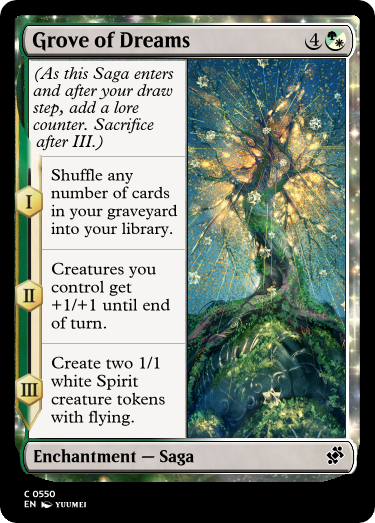 Grove of Dreams 4
(As this Saga enters
and after your draw
step, add a lore
counter. Sacrifice
after III.)
I
Shuffle any
number of cards
in your graveyard
into your library.
II
Creatures you
control get
+1/+1 until end
of turn.
III
Create two 1/1
white Spirit
creature tokens
with flying.
Enchantment — Saga
C 0550
EN YUUMEI